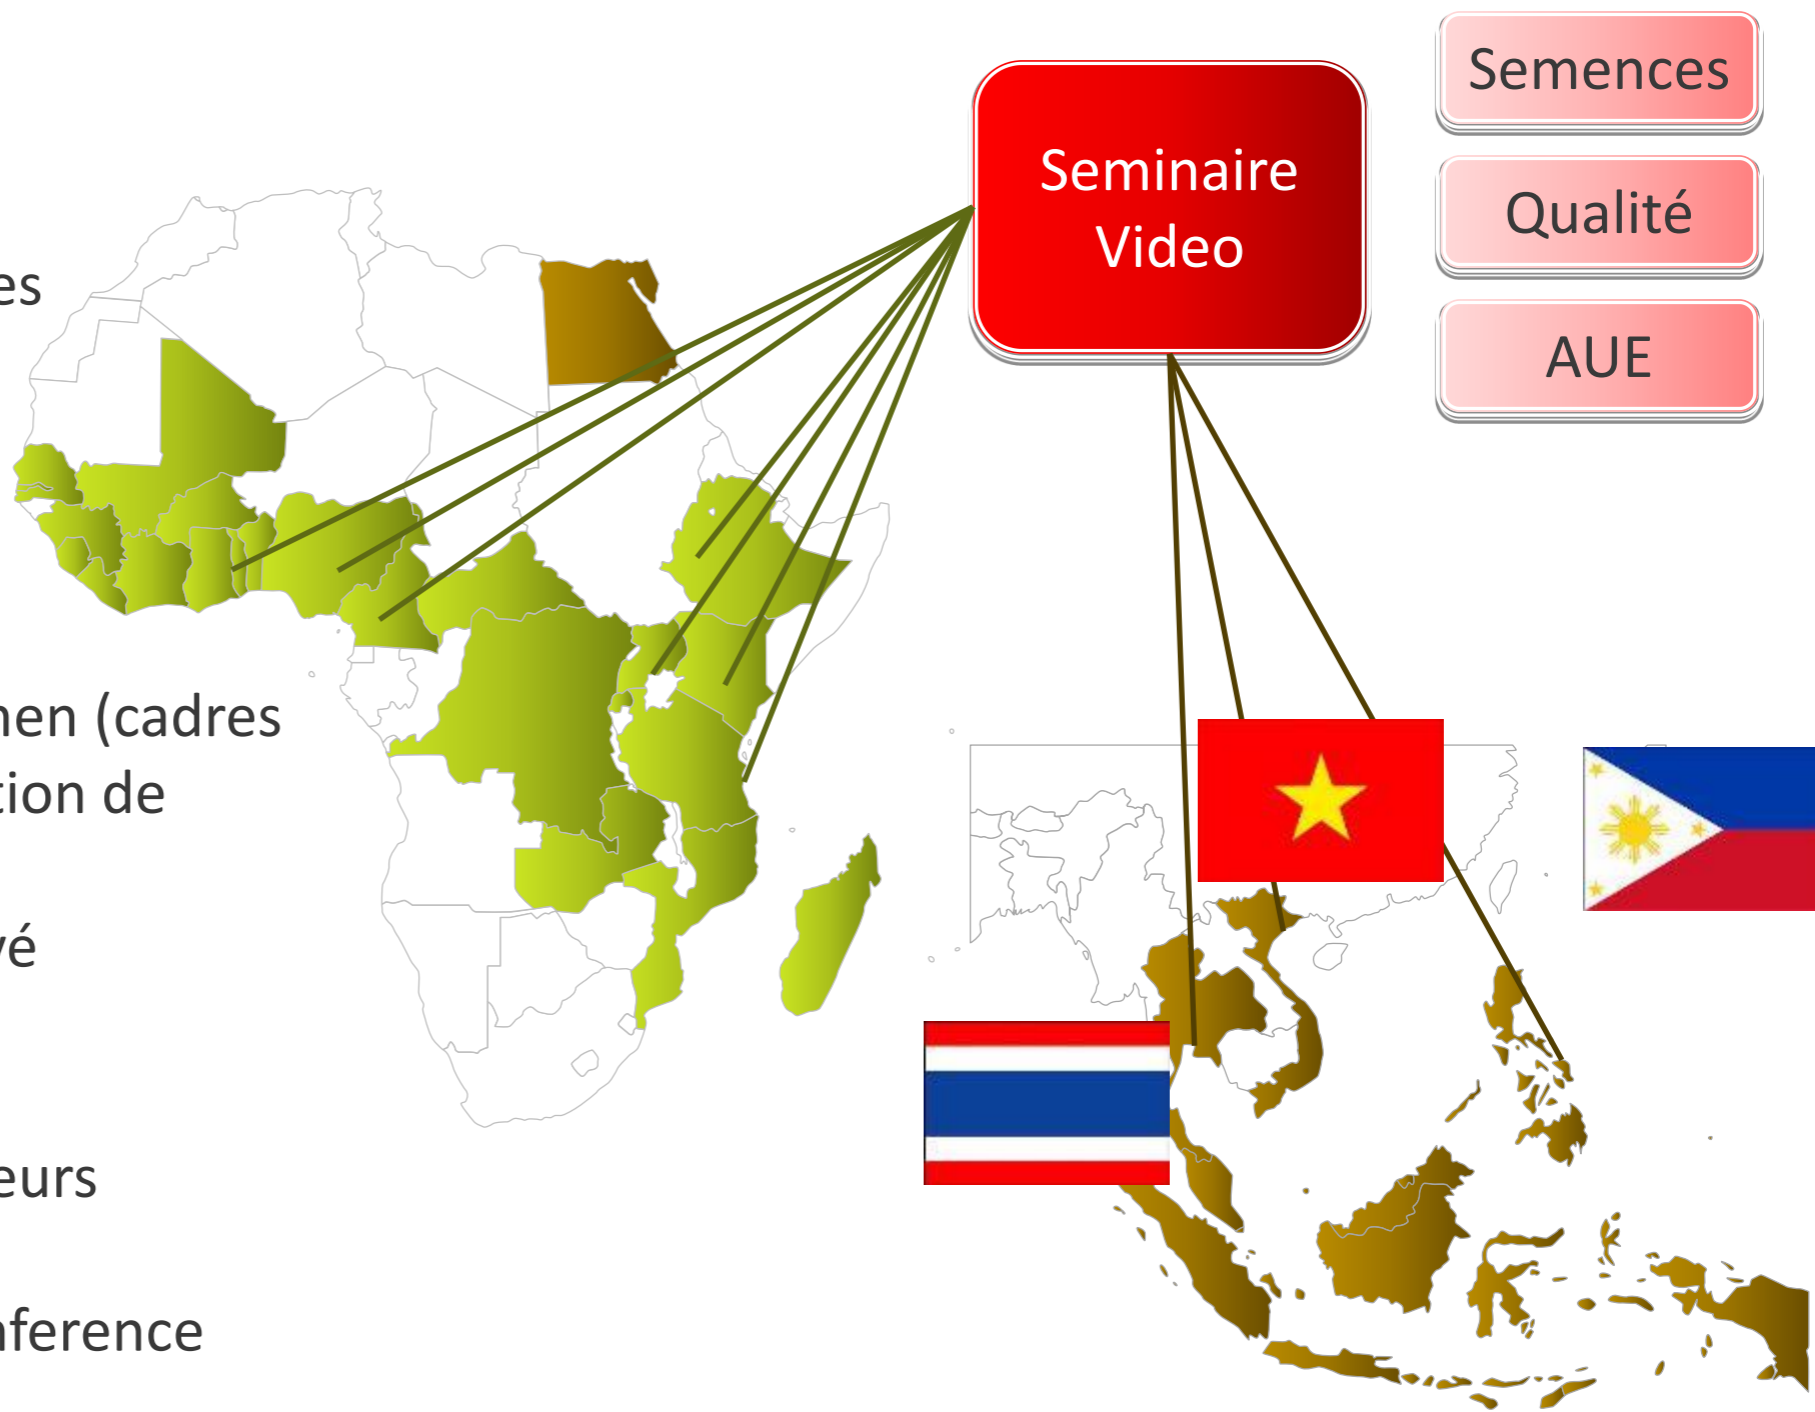 Semences
Seminaire
Video
Qualité
AUE
es
nen (cadres
tion de
vé
eurs
nference